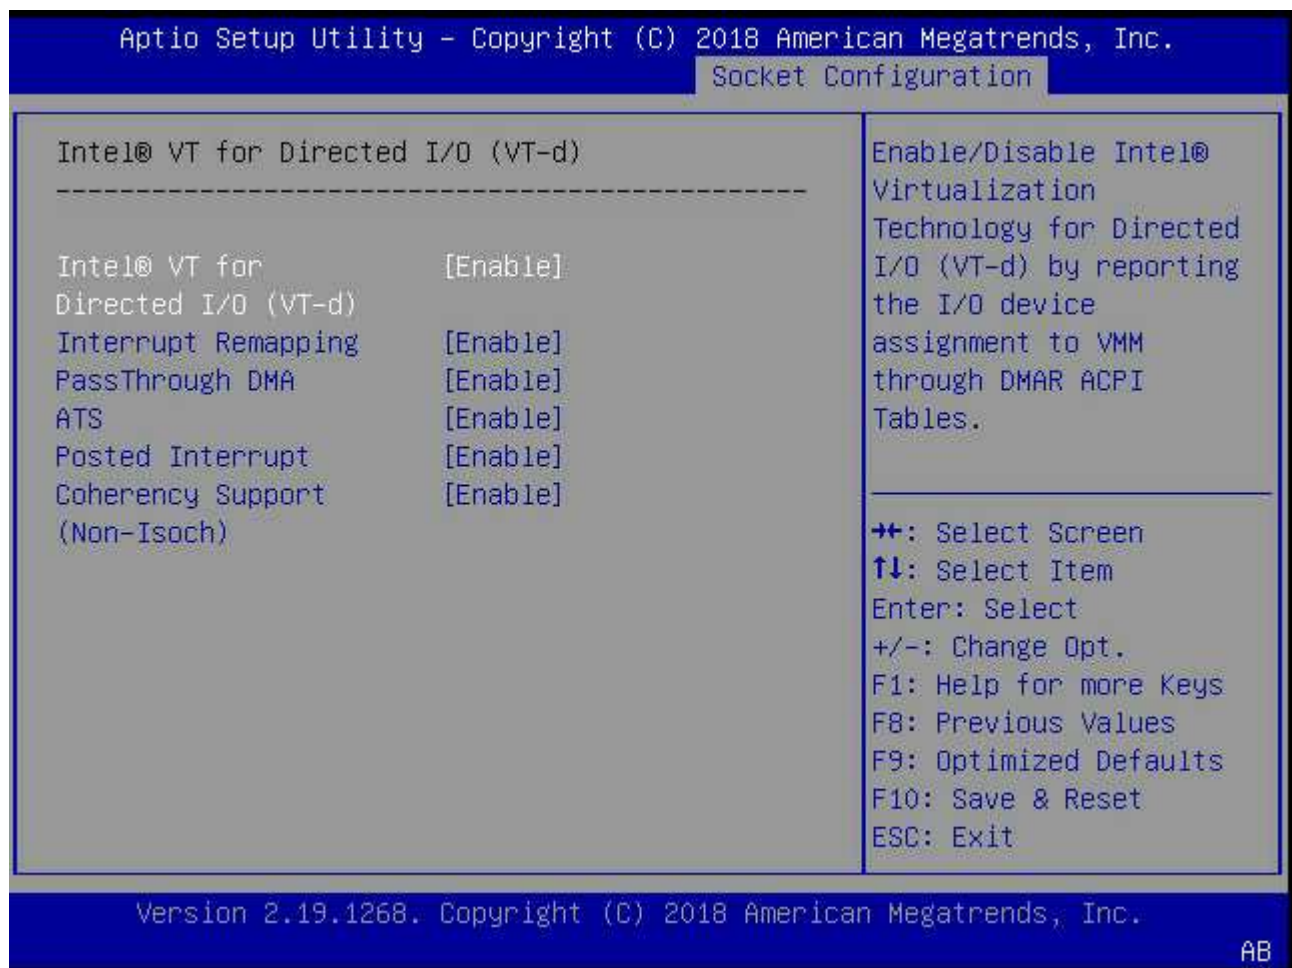 Aptio Setup Utility – Copyright (C) 2018 American Megatrends, Inc.
Socket Configuration
Intel® VT for Directed I/O (VT-d)
-----------------------------------------------
Intel® VT for [Enable]
Directed I/O (VT-d)
Interrupt Remapping [Enable]
PassThrough DMA [Enable]
ATS [Enable]
Posted Interrupt [Enable]
Coherency Support [Enable]
(Non-Isoch)
Enable/Disable Intel®
Virtualization
Technology for Directed
I/O (VT-d) by reporting
the I/O device
assignment to VMM
through DMAR ACPI
Tables.
→←: Select Screen
↑↓: Select Item
Enter: Select
+/-: Change Opt.
F1: Help for more Keys
F8: Previous Values
F9: Optimized Defaults
F10: Save & Reset
ESC: Exit
Version 2.19.1268. Copyright (C) 2018 American Megatrends, Inc.
AB